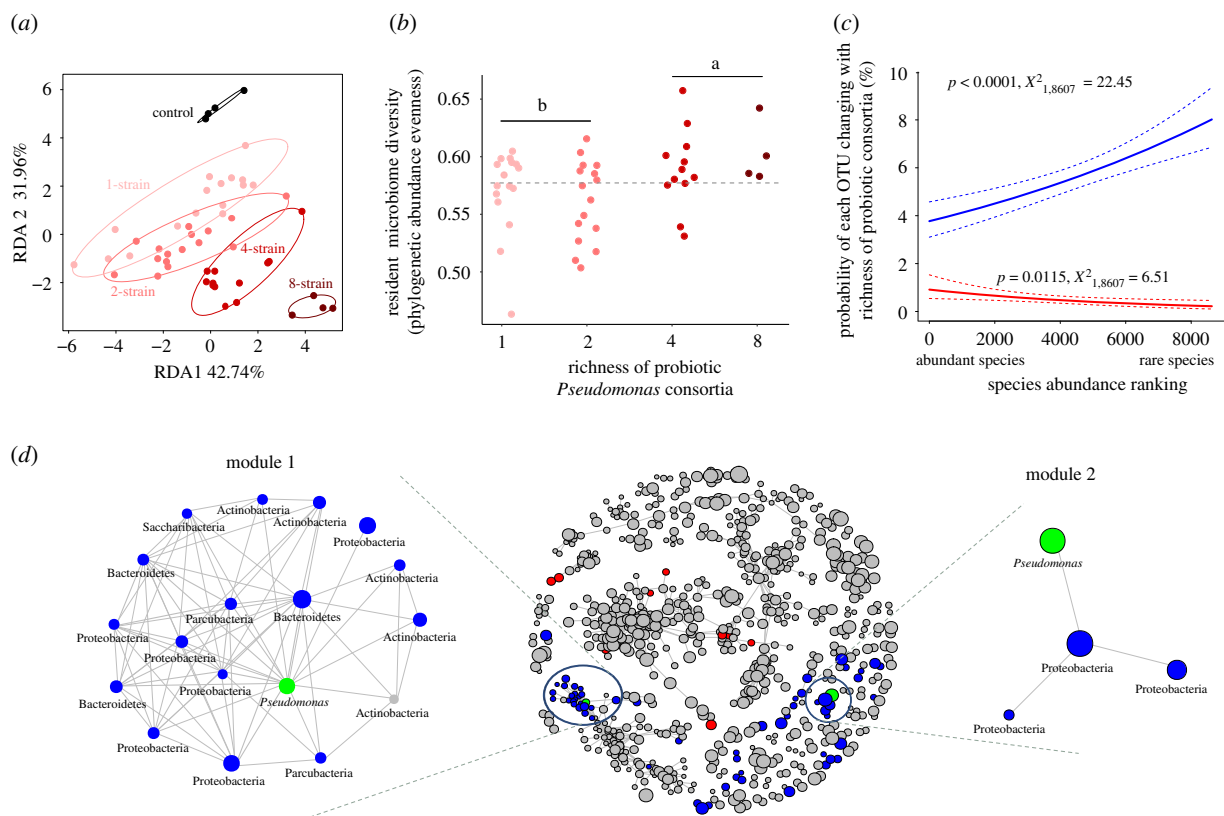 (a)
RDA 2 31.96%
6
4
2
0
−2
control
1-strain
2-strain
4-strain
8-strain
−6
−4
−2
0
2
4
RDA1 42.74%
(b)
resident microbiome diversity
(phylogenetic abundance evenness)
0.65
0.60
0.55
0.50
b
a
1
2
4
8
richness of probiotic
Pseudomonas consortia
(c)
probability of each OTU changing with
richness of probiotic consortia (%)
10
8
6
4
2
0
p < 0.0001, X²1,8607 = 22.45
p = 0.0115, X²1,8607 = 6.51
0
2000
4000
6000
8000
abundant species
rare species
species abundance ranking
(d)
module 1
Actinobacteria
Saccharibacteria
Actinobacteria
Proteobacteria
Bacteroidetes
Actinobacteria
Parcubacteria
Bacteroidetes
Proteobacteria
Actinobacteria
Proteobacteria
Proteobacteria
Pseudomonas
Bacteroidetes
Actinobacteria
Proteobacteria
Proteobacteria
Parcubacteria
module 2
Pseudomonas
Proteobacteria
Proteobacteria
Proteobacteria